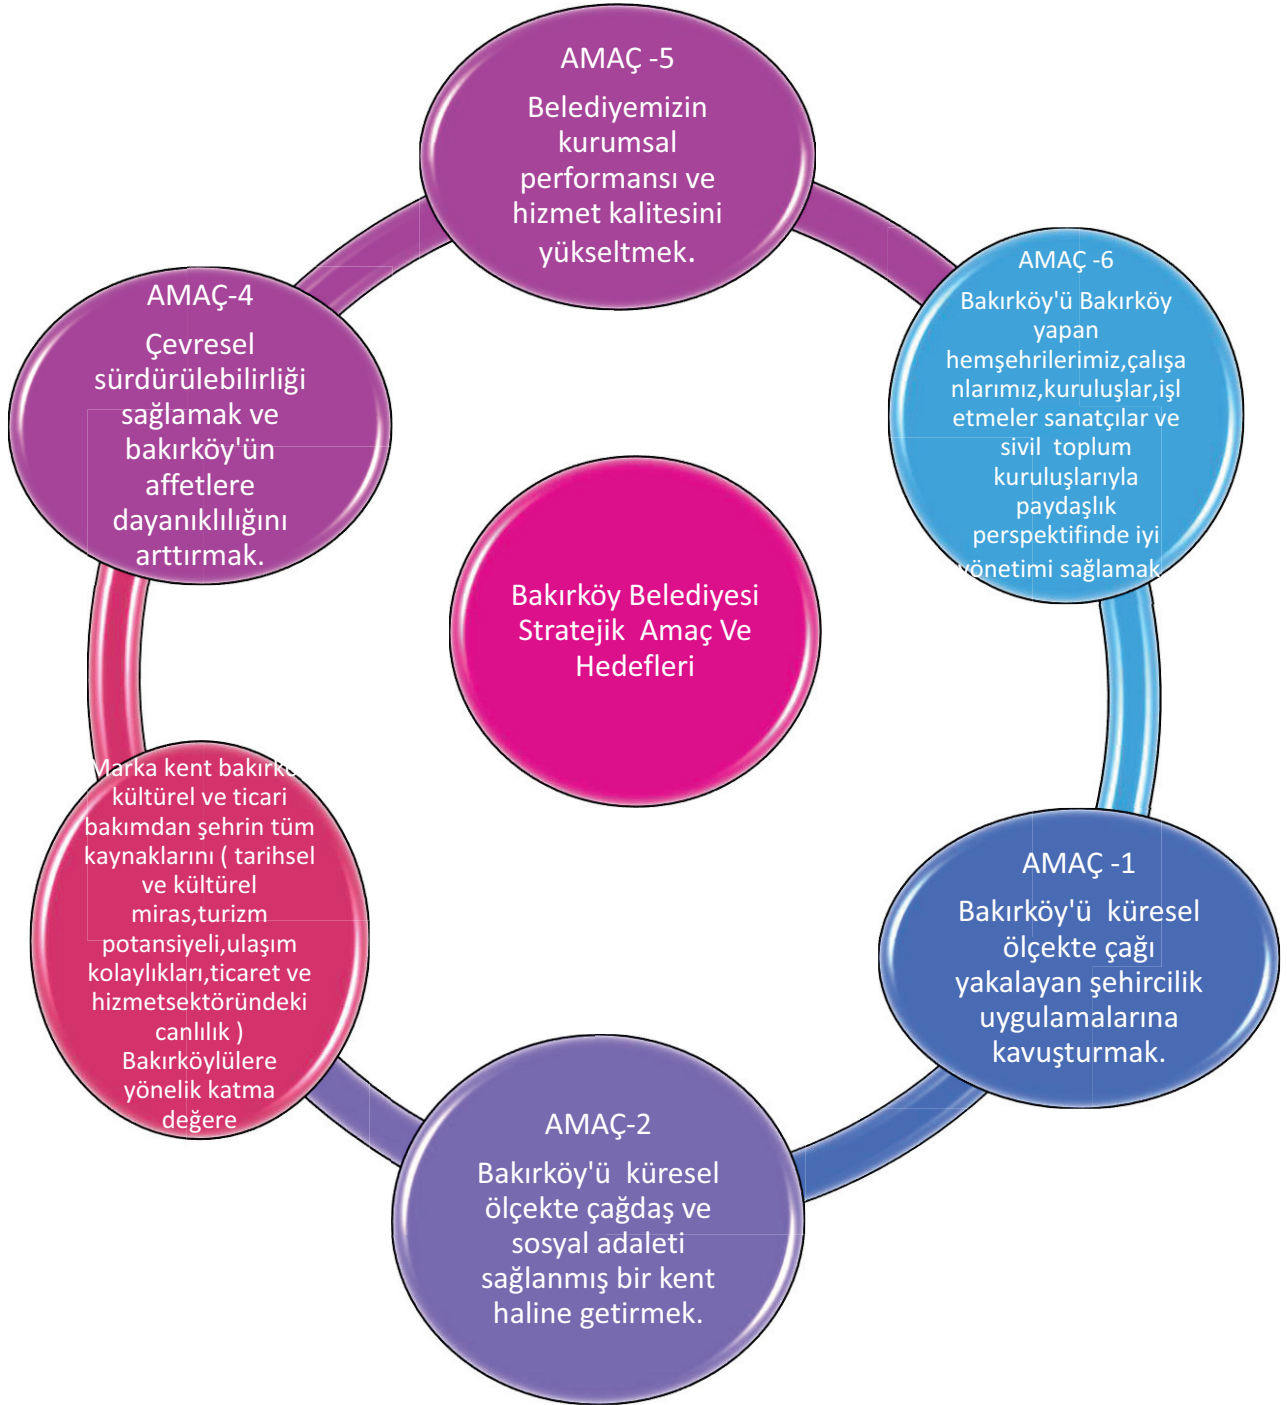 AMAÇ -5
Belediyemizin
kurumsal
performansı ve
hizmet kalitesini
yükseltmek.
AMAÇ -6
Bakırköy'ü Bakırköy
yapan
hemşehrilerimiz,çalışa
nlarımız,kuruluşlar,işl
etmeler sanatçılar ve
sivil  toplum
kuruluşlarıyla
paydaşlık
perspektifinde iyi
yönetimi sağlamak
AMAÇ-4
Çevresel
sürdürülebilirliği
sağlamak ve
bakırköy'ün
affetlere
dayanıklılığını
arttırmak.
Bakırköy Belediyesi
Stratejik  Amaç Ve
Hedefleri
Marka kent
kültürel ve ticari
bakımdan şehrin tüm
kaynaklarını ( tarihsel
ve kültürel
miras,turizm
potansiyeli,ulaşım
kolaylıkları,ticaret ve
hizmetsektöründeki
canlılık )
Bakırköylülere
yönelik katma
değere
AMAÇ -1
Bakırköy'ü  küresel
ölçekte çağı
yakalayan şehircilik
uygulamalarına
kavuşturmak.
AMAÇ-2
Bakırköy'ü  küresel
ölçekte çağdaş ve
sosyal adaleti
sağlanmış bir kent
haline getirmek.